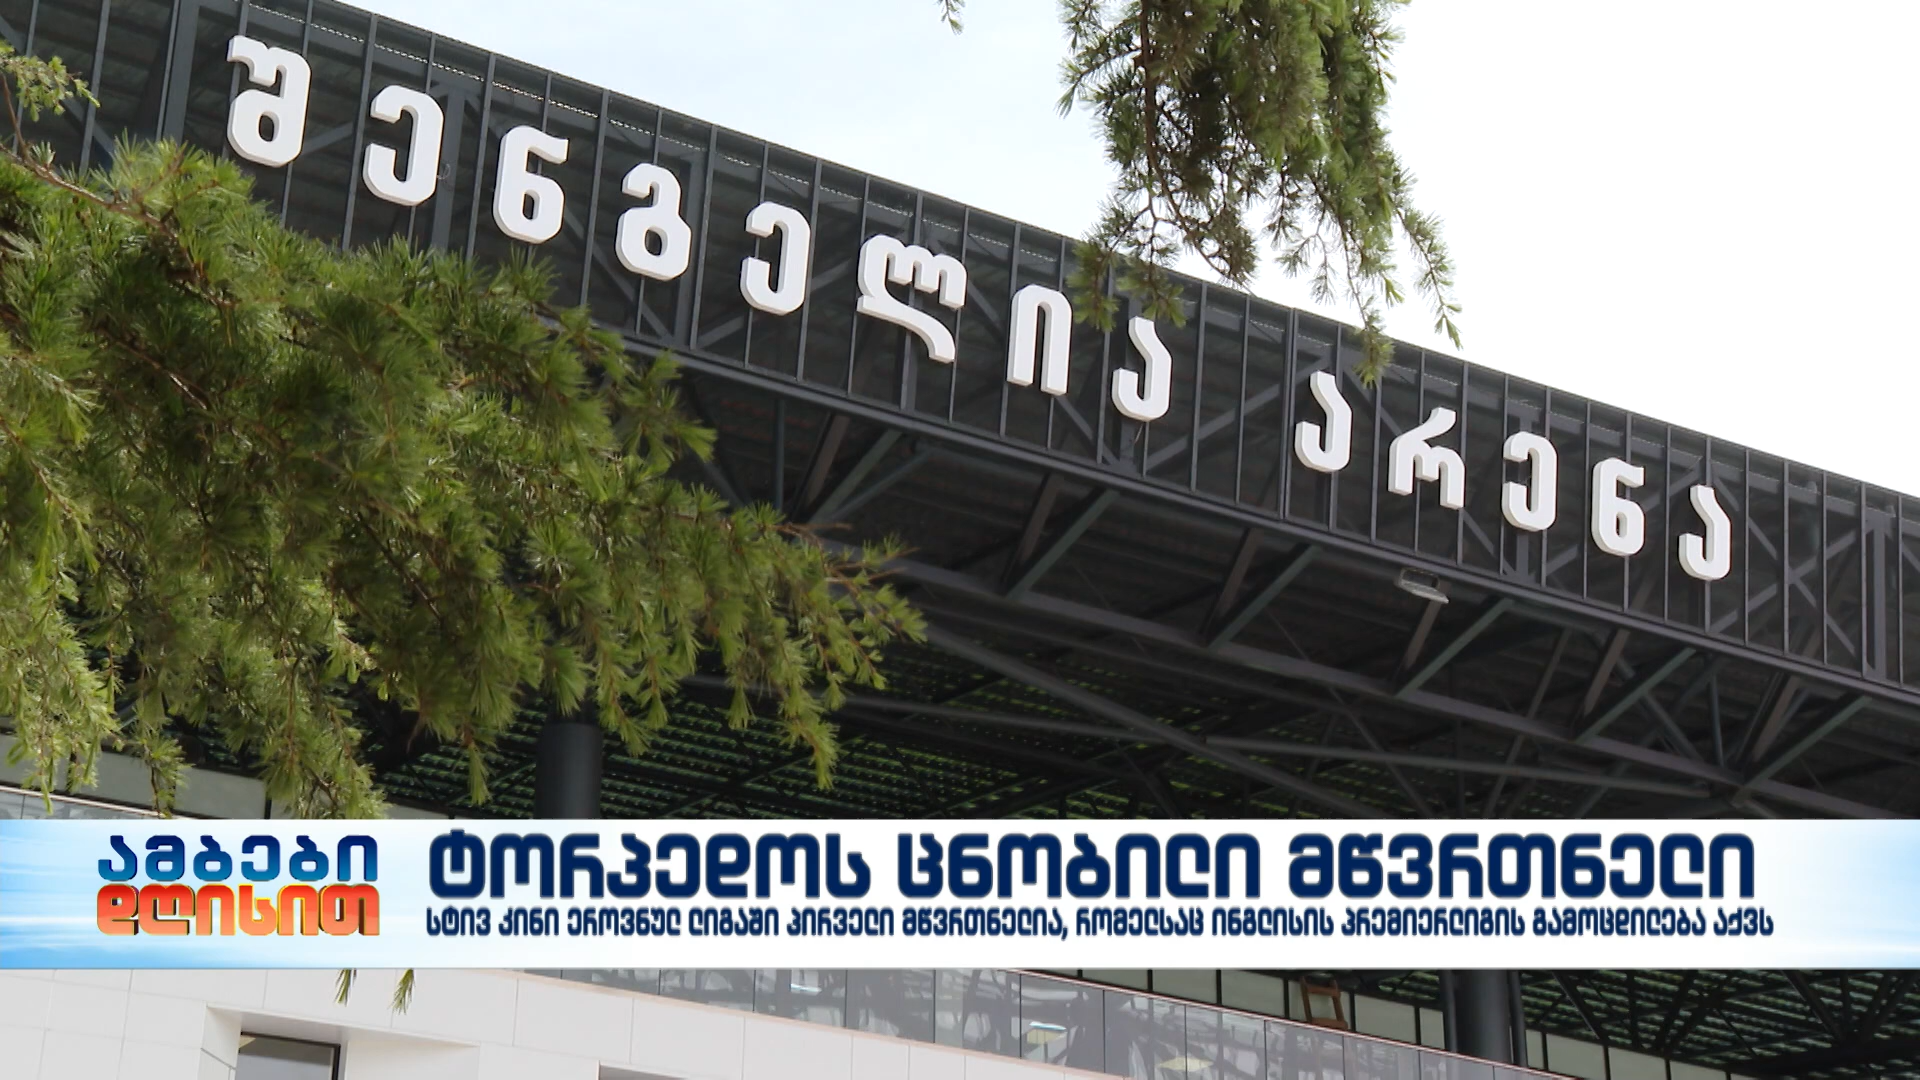 შენგელია არენა
ამბები
დღისით
ტორპედოს ცნობილი მწვრთნელი
სტივ კინი ეროვნულ ლიგაში პირველი მწვრთნელია, რომელსაც ინგლისის პრემიერლიგის გამოცდილება აქვს